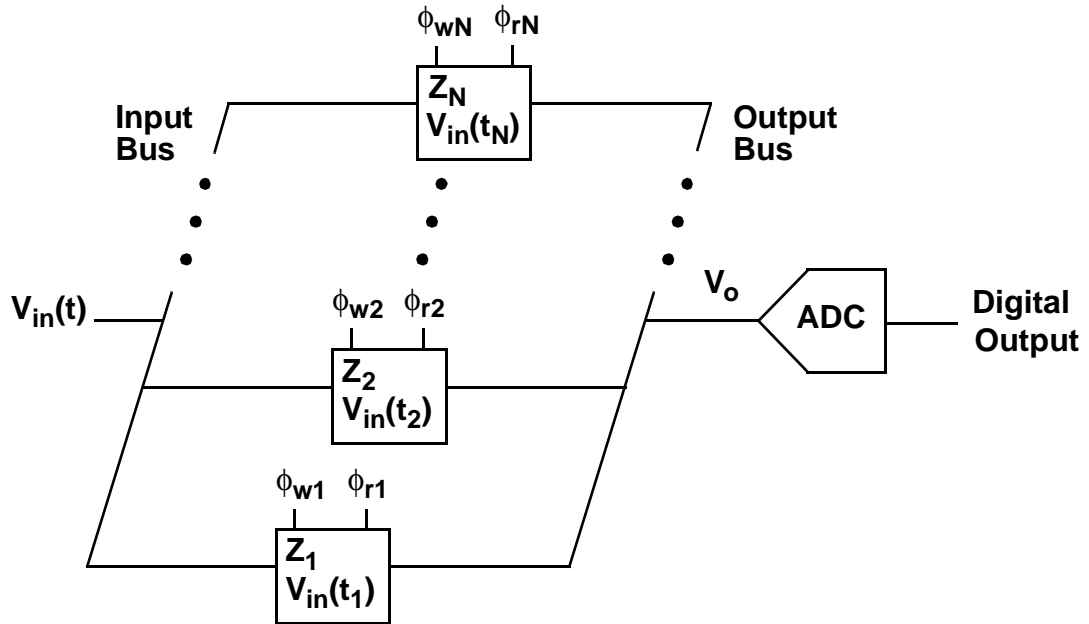 ϕwN ϕrN
ZN
Vin(tN)
Input
Bus
Output
Bus
Vin(t)
ϕw2 ϕr2
Z2
Vin(t2)
Vo
ADC
Digital
Output
ϕw1 ϕr1
Z1
Vin(t1)